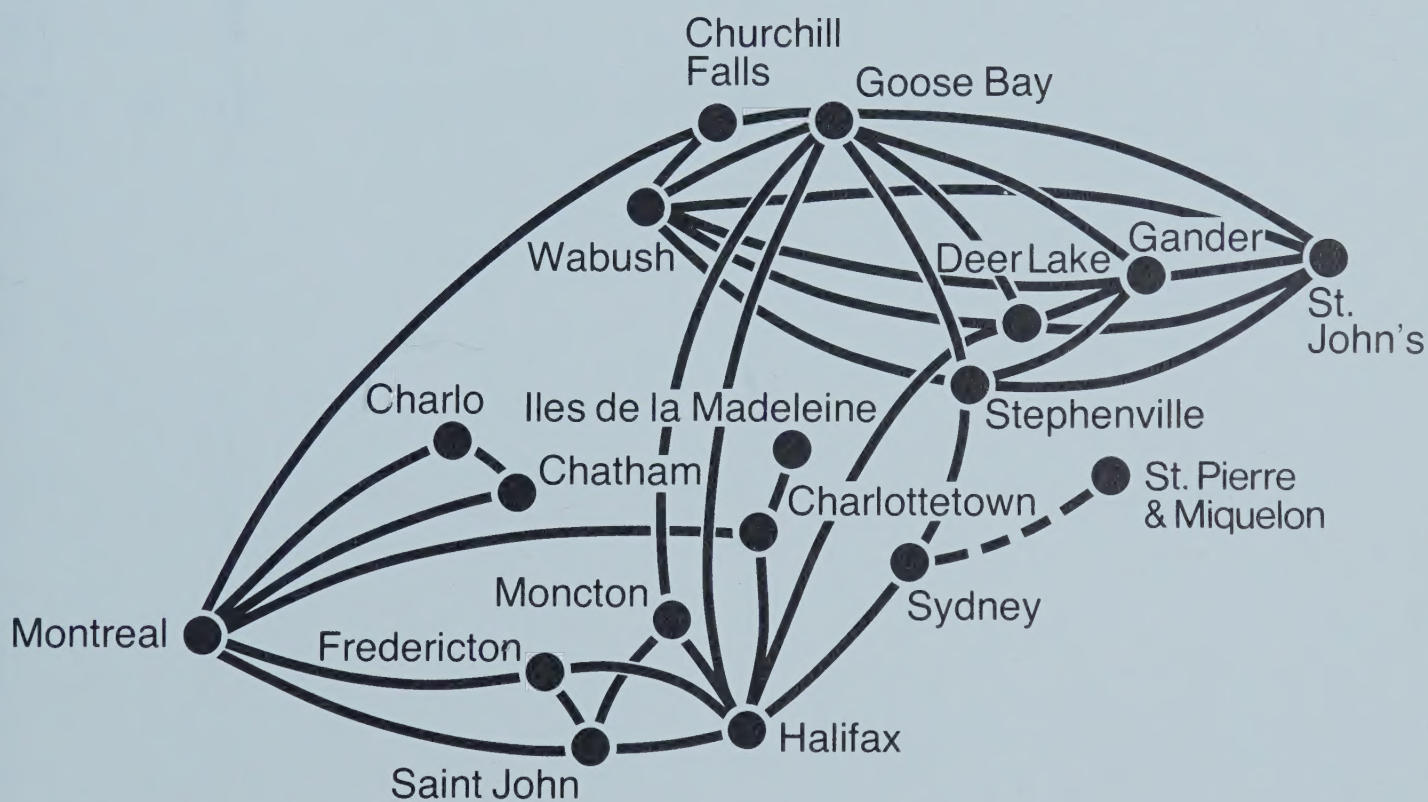 Churchill
Falls
Goose Bay
Wabush
Deer Lake
Gander
St.
John's
Charlo
Iles de la Madeleine
Stephenville
Chatham
Charlottetown
St. Pierre
& Miquelon
Moncton
Sydney
Montreal
Fredericton
Halifax
Saint John